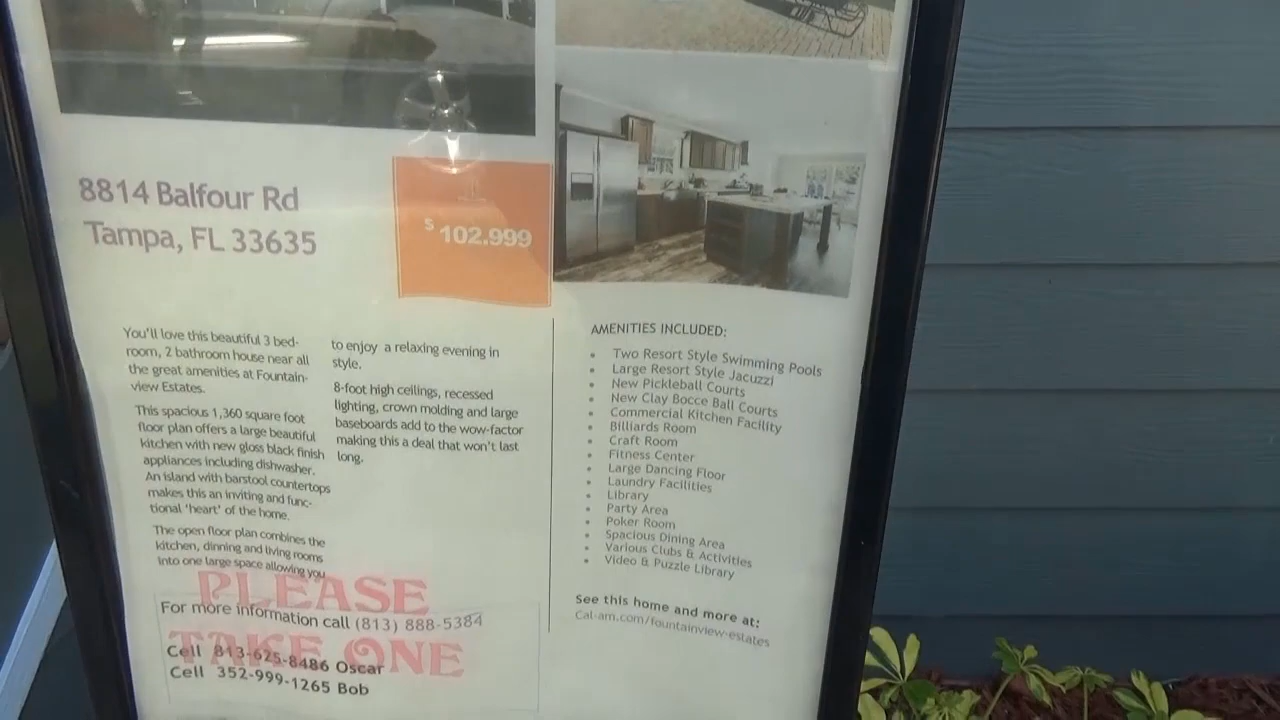 8814 Balfour Rd
Tampa, FL 33635
$ 102.999
You'll love this beautiful 3 bed-
room, 2 bathroom house near all
the great amenities at Fountain-
view Estates.
This spacious 1,360 square foot
floor plan offers a large beautiful
kitchen with new gloss black finish
appliances including dishwasher.
An island with barstool countertops
makes this an inviting and func-
tional 'heart' of the home.
The open floor plan combines the
kitchen, dinning and living rooms
into one large space allowing you
to enjoy a relaxing evening in
style.
8-foot high ceilings, recessed
lighting, crown molding and large
baseboards add to the wow-factor
making this a deal that won't last
long.
AMENITIES INCLUDED:
• Two Resort Style Swimming Pools
• Large Resort Style Jacuzzi
• New Pickleball Courts
• New Clay Bocce Ball Courts
• Commercial Kitchen Facility
• Billiards Room
• Craft Room
• Fitness Center
• Large Dancing Floor
• Laundry Facilities
• Library
• Party Area
• Poker Room
• Spacious Dining Area
• Various Clubs & Activities
• Video & Puzzle Library
See this home and more at:
Cal-am.com/fountainview-estates
PLEASE
TAKE ONE
For more information call (813) 888-5384
Cell 813-625-8486 Oscar
Cell 352-999-1265 Bob